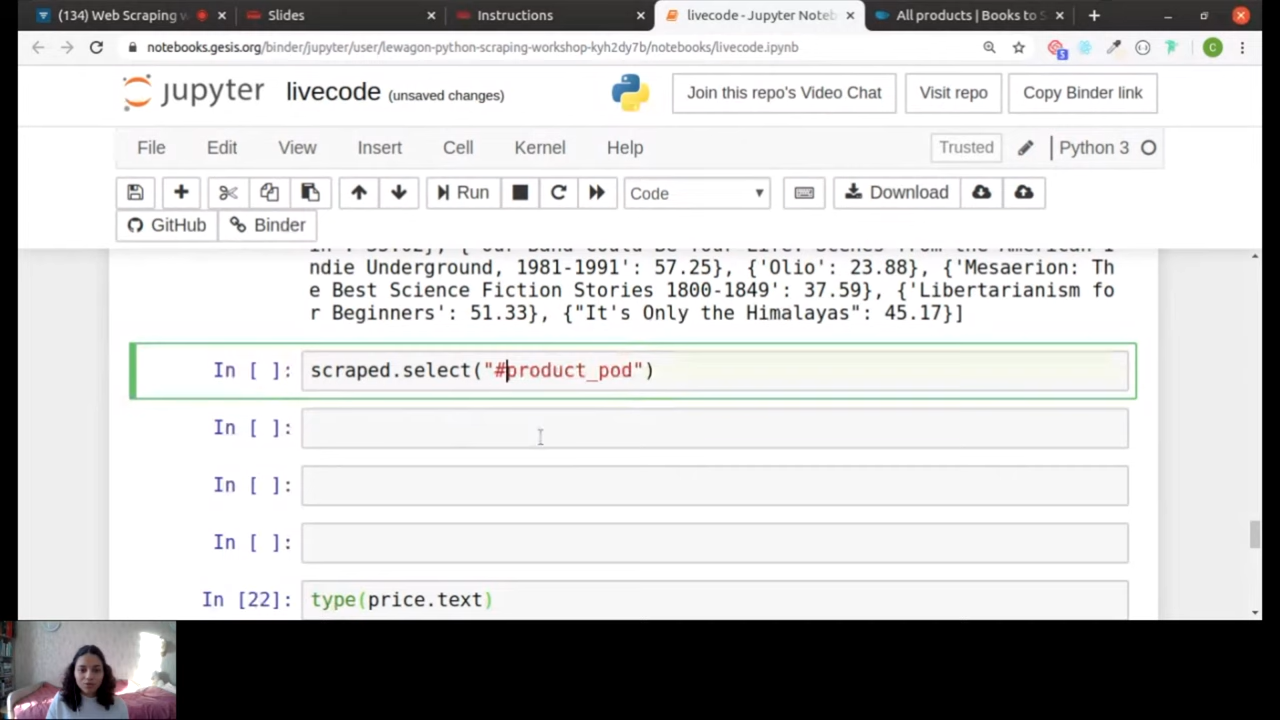 (134) Web Scraping w
Slides
Instructions
livecode - Jupyter Noteb
All products | Books to S
notebooks.gesis.org/binder/jupyter/user/lewagon-python-scraping-workshop-kyh2dy7b/notebooks/livecode.ipynb
5
C
jupyter livecode (unsaved changes)
Join this repo's Video Chat
Visit repo
Copy Binder link
File Edit View Insert Cell Kernel Help
Trusted
Python 3
Run
Code
Download
GitHub
Binder
ndie Underground, 1981-1991': 57.25}, {'Olio': 23.88}, {'Mesaerion: Th
e Best Science Fiction Stories 1800-1849': 37.59}, {'Libertarianism fo
r Beginners': 51.33}, {"It's Only the Himalayas": 45.17}]
In [ ]: scraped.select("#product_pod")
In [ ]:
In [ ]:
In [ ]:
In [22]: type(price.text)